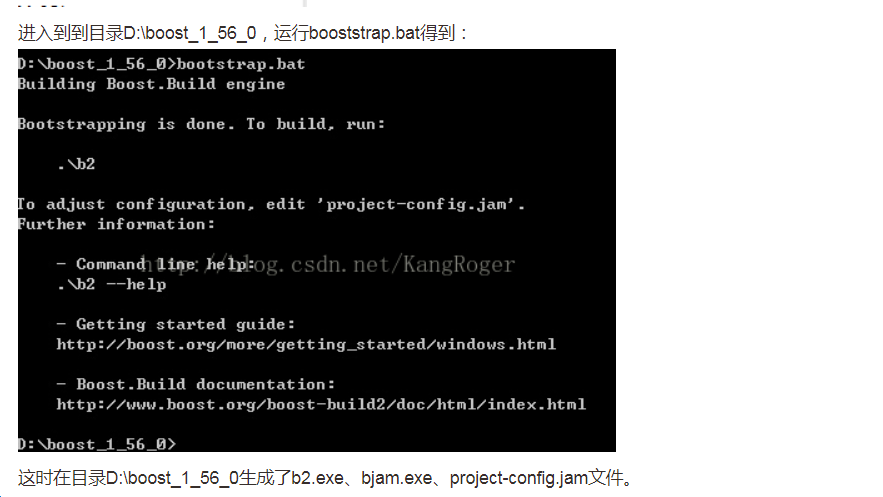 进入到到目录D:\boost_1_56_0，运行booststrap.bat得到：
D:\boost_1_56_0>bootstrap.bat
Building Boost.Build engine
Bootstrapping is done. To build, run:
.\b2
To adjust configuration, edit 'project-config.jam'.
Further information:
- Command line help:
http://blog.csdn.net/KangRoger
.\b2 --help
- Getting started guide:
http://boost.org/more/getting_started/windows.html
- Boost.Build documentation:
http://www.boost.org/boost-build2/doc/html/index.html
D:\boost_1_56_0>
这时在目录D:\boost_1_56_0生成了b2.exe、bjam.exe、project-config.jam文件。